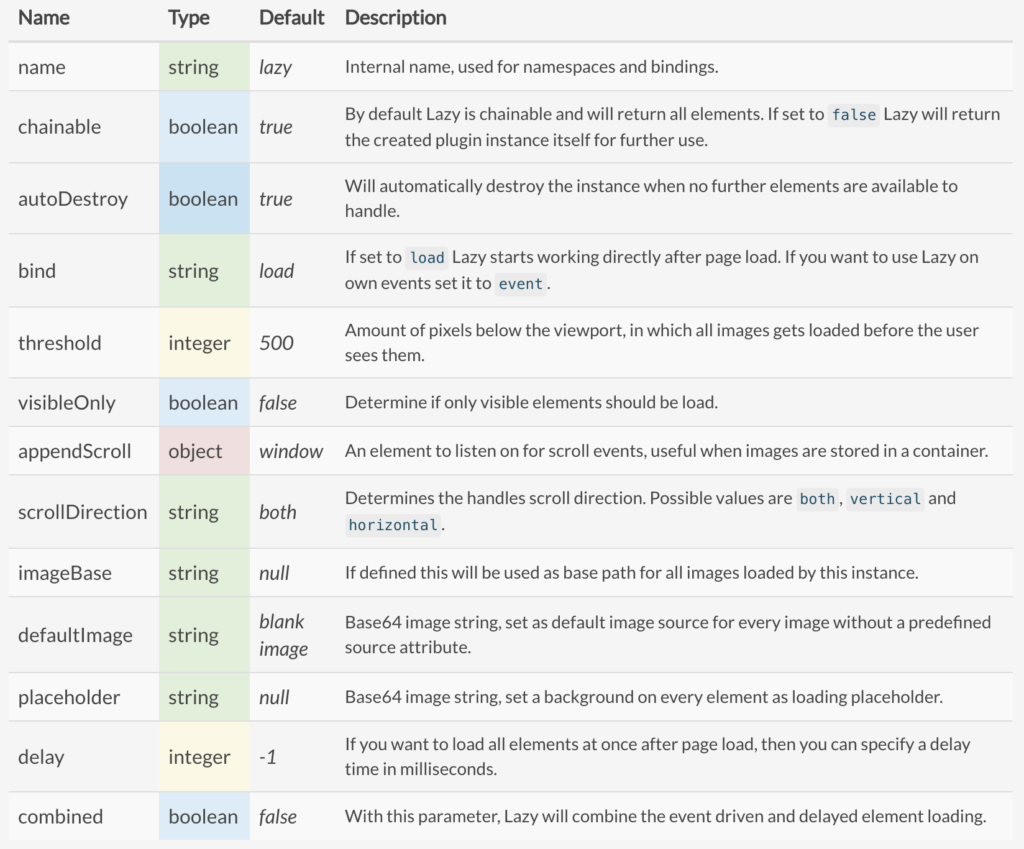 Name Type Default Description
name string lazy Internal name, used for namespaces and bindings.
chainable boolean true By default Lazy is chainable and will return all elements. If set to false Lazy will return
the created plugin instance itself for further use.
autoDestroy boolean true Will automatically destroy the instance when no further elements are available to
handle.
bind string load If set to load Lazy starts working directly after page load. If you want to use Lazy on
own events set it to event.
threshold integer 500 Amount of pixels below the viewport, in which all images gets loaded before the user
sees them.
visibleOnly boolean false Determine if only visible elements should be load.
appendScroll object window An element to listen on for scroll events, useful when images are stored in a container.
scrollDirection string both Determines the handles scroll direction. Possible values are both, vertical and
horizontal.
imageBase string null If defined this will be used as base path for all images loaded by this instance.
defaultImage string blank image Base64 image string, set as default image source for every image without a predefined
source attribute.
placeholder string null Base64 image string, set a background on every element as loading placeholder.
delay integer -1 If you want to load all elements at once after page load, then you can specify a delay
time in milliseconds.
combined boolean false With this parameter, Lazy will combine the event driven and delayed element loading.